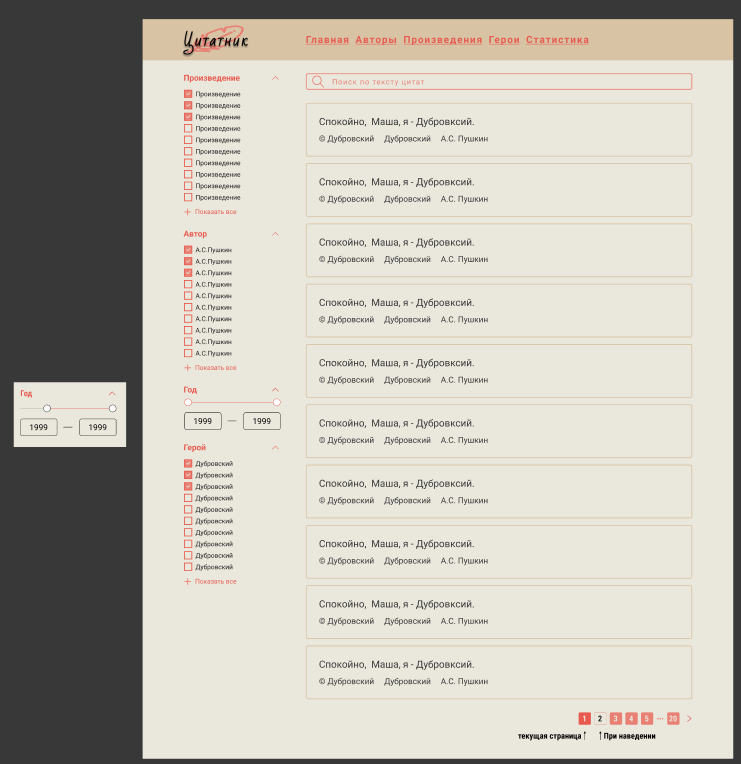 Цитатник
Главная Авторы Произведения Герои Статистика
Произведение
Произведение
Произведение
Произведение
Произведение
Произведение
Произведение
Произведение
Произведение
Произведение
Произведение
Показать все
Автор
А.С.Пушкин
А.С.Пушкин
А.С.Пушкин
А.С.Пушкин
А.С.Пушкин
А.С.Пушкин
А.С.Пушкин
А.С.Пушкин
А.С.Пушкин
А.С.Пушкин
Показать все
Год
1999 — 1999
Герой
Дубровский
Дубровский
Дубровский
Дубровский
Дубровский
Дубровский
Дубровский
Дубровский
Дубровский
Дубровский
Показать все
Год
1999 — 1999
Поиск по тексту цитат
Спокойно, Маша, я - Дубровксий.
© Дубровский Дубровский А.С. Пушкин
Спокойно, Маша, я - Дубровксий.
© Дубровский Дубровский А.С. Пушкин
Спокойно, Маша, я - Дубровксий.
© Дубровский Дубровский А.С. Пушкин
Спокойно, Маша, я - Дубровксий.
© Дубровский Дубровский А.С. Пушкин
Спокойно, Маша, я - Дубровксий.
© Дубровский Дубровский А.С. Пушкин
Спокойно, Маша, я - Дубровксий.
© Дубровский Дубровский А.С. Пушкин
Спокойно, Маша, я - Дубровксий.
© Дубровский Дубровский А.С. Пушкин
Спокойно, Маша, я - Дубровксий.
© Дубровский Дубровский А.С. Пушкин
Спокойно, Маша, я - Дубровксий.
© Дубровский Дубровский А.С. Пушкин
Спокойно, Маша, я - Дубровксий.
© Дубровский Дубровский А.С. Пушкин
1 2 3 4 5 ... 20 >
текущая страница ↑ ↑ При наведении